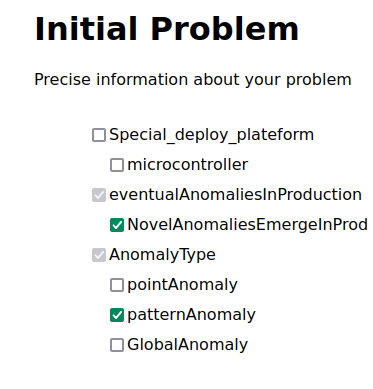 Initial Problem
Precise information about your problem
Special_deploy_plateform
microcontroller
eventualAnomaliesInProduction
NovelAnomaliesEmergeInProd
AnomalyType
pointAnomaly
patternAnomaly
GlobalAnomaly